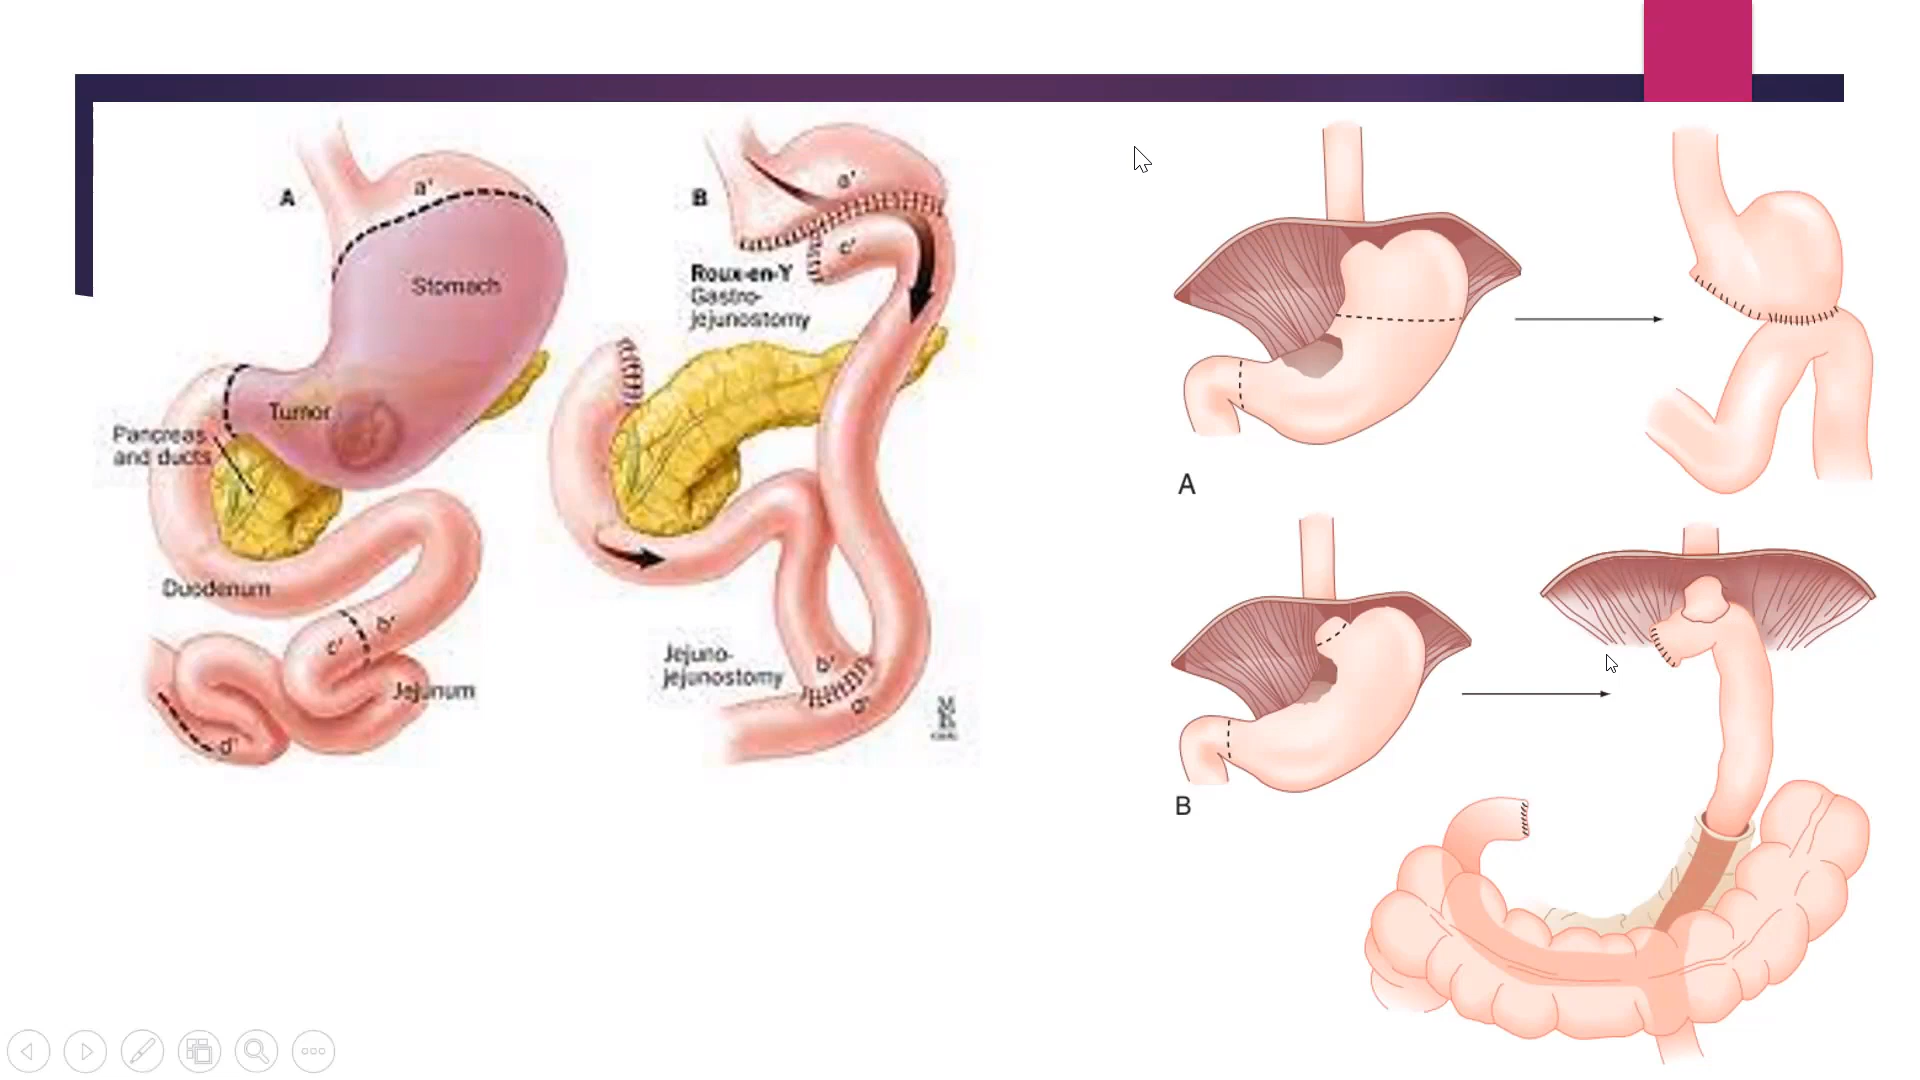 A
a'
Stomach
Tumor
Pancreas
and ducts
Duodenum
b'
c'
Jejunum
d'
B
a'
c'
Roux-en-Y
Gastro-
jejunostomy
Jejuno-
jejunostomy
b'
A
B